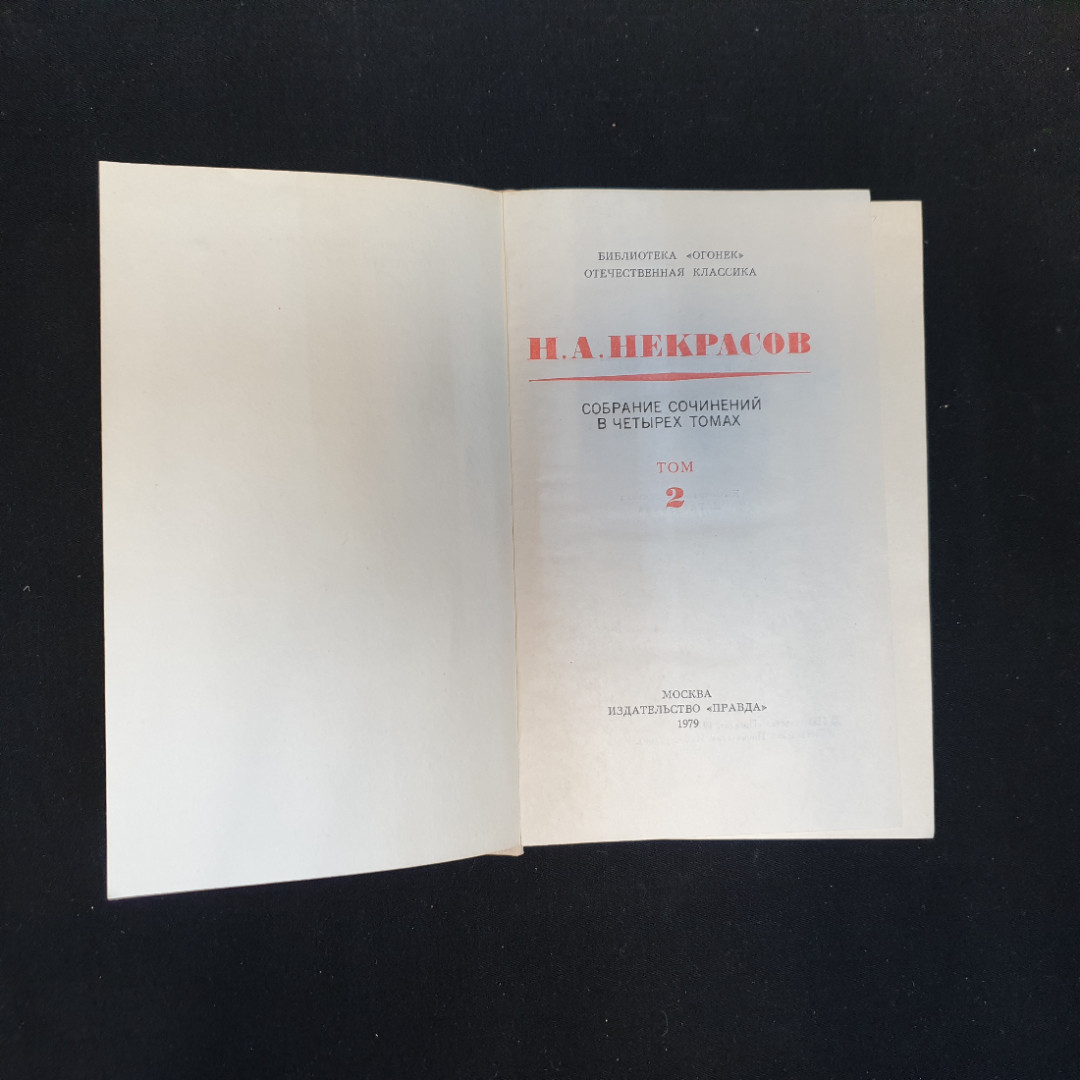 БИБЛИОТЕКА «ОГОНЕК»
ОТЕЧЕСТВЕННАЯ КЛАССИКА
Н.А.НЕКРАСОВ
СОБРАНИЕ СОЧИНЕНИЙ
В ЧЕТЫРЕХ ТОМАХ
ТОМ
2
МОСКВА
ИЗДАТЕЛЬСТВО «ПРАВДА»
1979